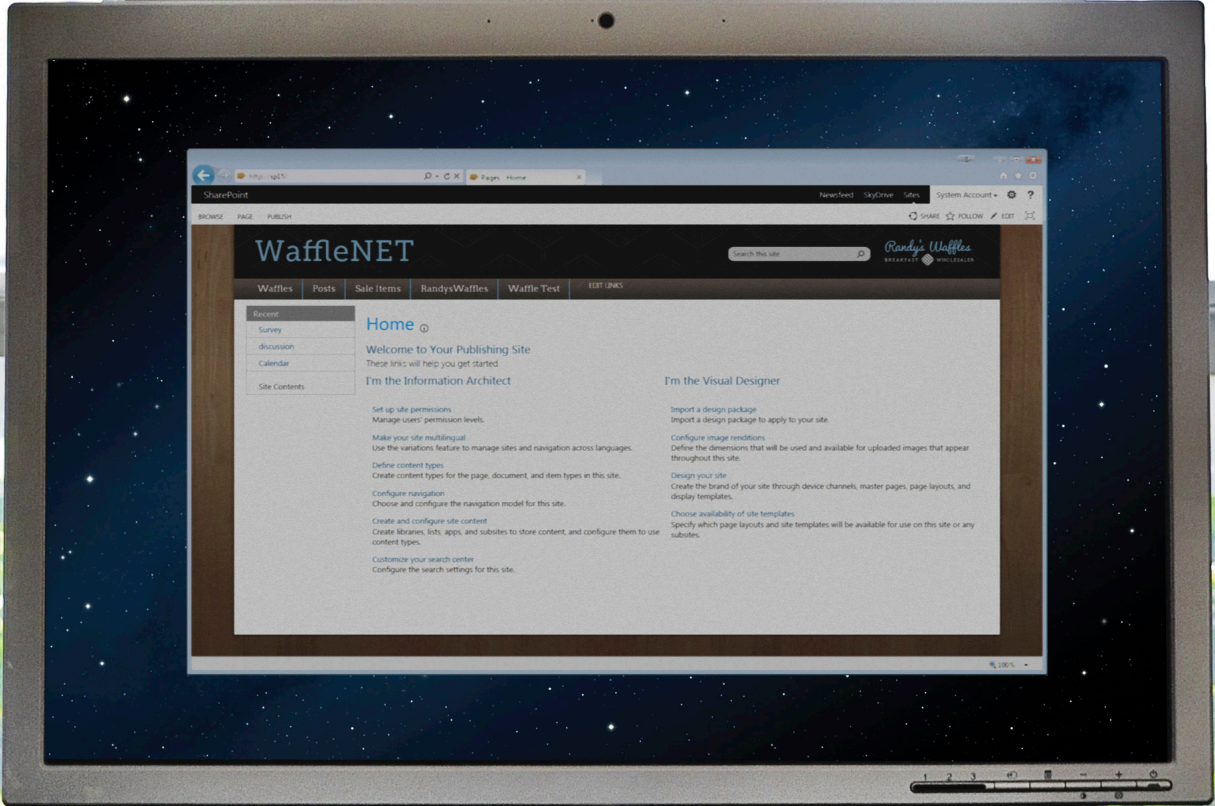 http://sp15/
Pages - Home
SharePoint
Newsfeed SkyDrive Sites System Account ?
BROWSE PAGE PUBLISH
SHARE FOLLOW EDIT
WaffleNET
Search this site
Randy's Waffles
BREAKFAST WHOLESALER
Waffles Posts Sale Items RandysWaffles Waffle Test EDIT LINKS
Recent
Survey
discussion
Calendar
Site Contents
Home
Welcome to Your Publishing Site
These links will help you get started.
I'm the Information Architect
Set up site permissions
Manage users' permission levels.
Make your site multilingual
Use the variations feature to manage sites and navigation across languages.
Define content types
Create content types for the page, document, and item types in this site.
Configure navigation
Choose and configure the navigation model for this site.
Create and configure site content
Create libraries, lists, apps, and subsites to store content, and configure them to use
content types.
Customize your search center
Configure the search settings for this site.
I'm the Visual Designer
Import a design package
Import a design package to apply to your site.
Configure image renditions
Define the dimensions that will be used and available for uploaded images that appear
throughout this site.
Design your site
Create the brand of your site through device channels, master pages, page layouts, and
display templates.
Choose availability of site templates
Specify which page layouts and site templates will be available for use on this site or any
subsites.
100%
1 2 3 - +